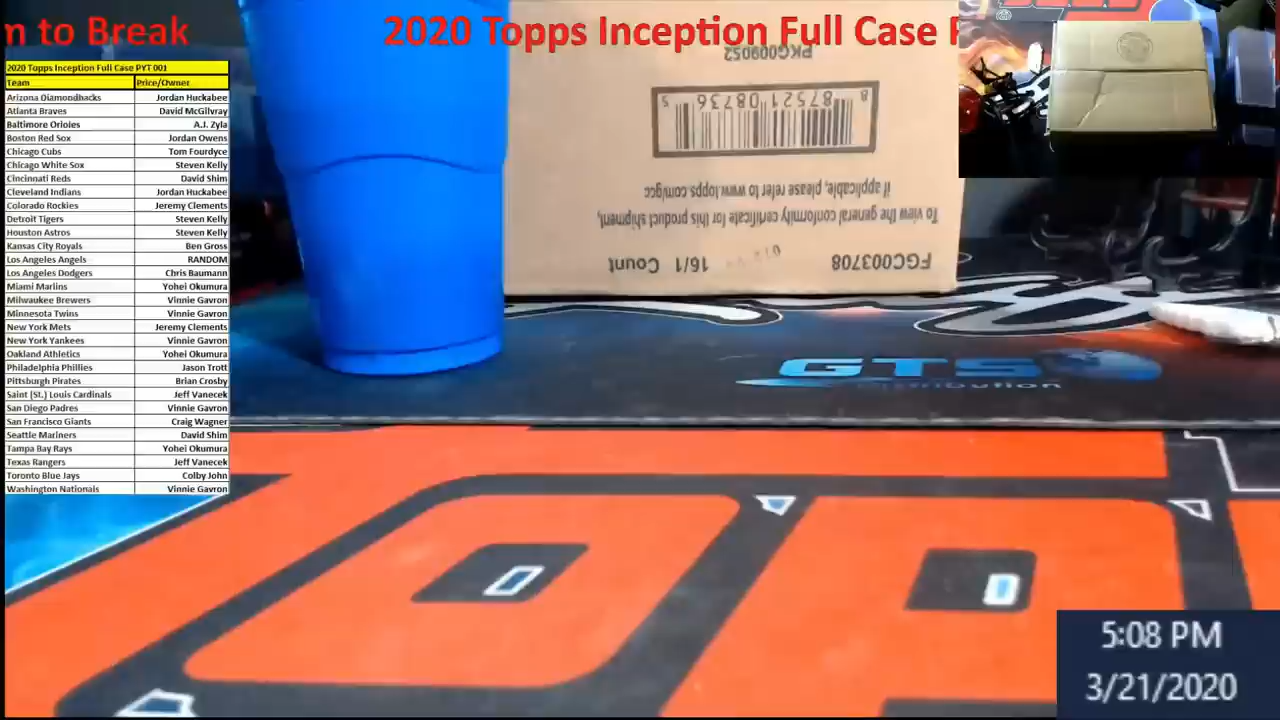 m to Break
2020 Topps Inception Full Case P
2020 Topps Inception Full Case PYT 001
Team Price/Owner
Arizona Diamondbacks Jordan Huckabee
Atlanta Braves David McGilvray
Baltimore Orioles A.J. Zyla
Boston Red Sox Jordan Owens
Chicago Cubs Tom Fourdyce
Chicago White Sox Steven Kelly
Cincinnati Reds David Shim
Cleveland Indians Jordan Huckabee
Colorado Rockies Jeremy Clements
Detroit Tigers Steven Kelly
Houston Astros Steven Kelly
Kansas City Royals Ben Gross
Los Angeles Angels RANDOM
Los Angeles Dodgers Chris Baumann
Miami Marlins Yohei Okumura
Milwaukee Brewers Vinnie Gavron
Minnesota Twins Vinnie Gavron
New York Mets Jeremy Clements
New York Yankees Vinnie Gavron
Oakland Athletics Yohei Okumura
Philadelphia Phillies Jason Trott
Pittsburgh Pirates Brian Crosby
Saint (St.) Louis Cardinals Jeff Vanecek
San Diego Padres Vinnie Gavron
San Francisco Giants Craig Wagner
Seattle Mariners David Shim
Tampa Bay Rays Yohei Okumura
Texas Rangers Jeff Vanecek
Toronto Blue Jays Colby John
Washington Nationals Vinnie Gavron
FGC003708 16/1 Count
To view the general conformity certificate for this product shipment,
if applicable, please refer to www.topps.com/gcc
8 87521 08736 5
PKG009052
GTS
distribution
5:08 PM
3/21/2020